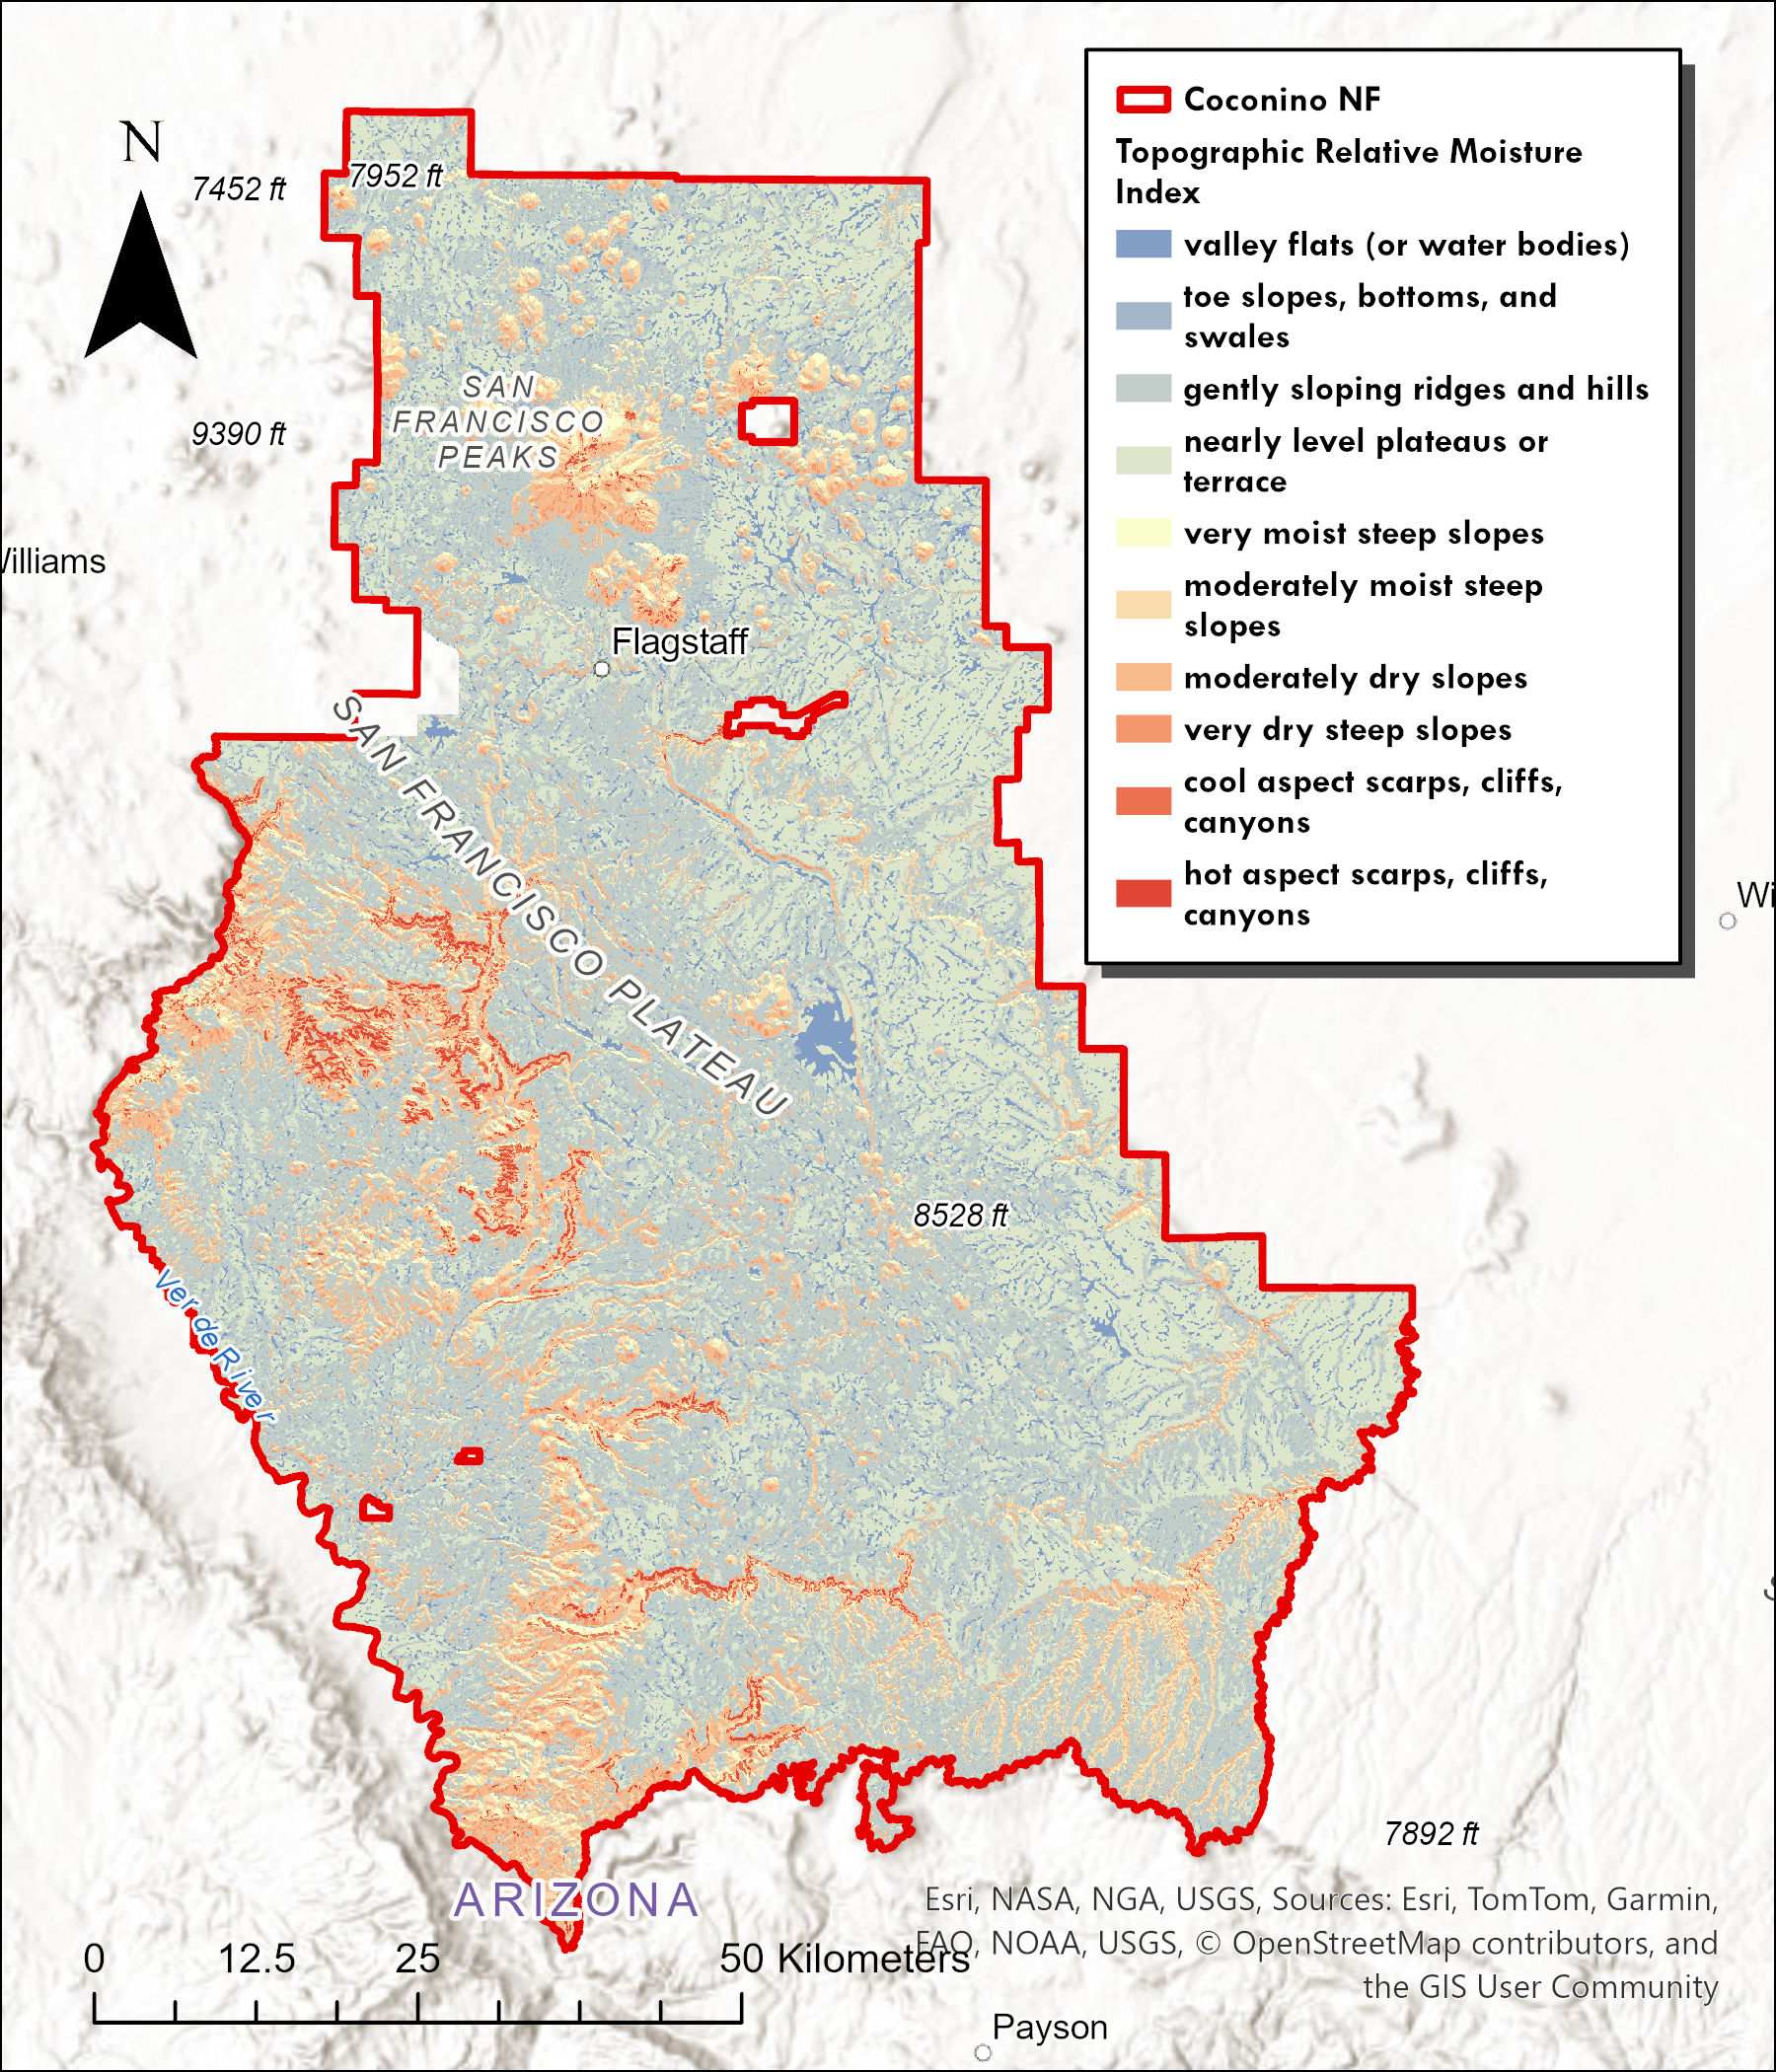 Coconino NF
Topographic Relative Moisture
Index
valley flats (or water bodies)
toe slopes, bottoms, and
swales
gently sloping ridges and hills
nearly level plateaus or
terrace
very moist steep slopes
moderately moist steep
slopes
moderately dry slopes
very dry steep slopes
cool aspect scarps, cliffs,
canyons
hot aspect scarps, cliffs,
canyons
N
7452 ft
7952 ft
SAN
FRANCISCO
PEAKS
9390 ft
Flagstaff
SAN FRANCISCO PLATEAU
Wi
8528 ft
Verde River
7892 ft
ARIZONA
0 12.5 25 50 Kilometers
Esri, NASA, NGA, USGS, Sources: Esri, TomTom, Garmin,
FAO, NOAA, USGS, © OpenStreetMap contributors, and
the GIS User Community
Payson